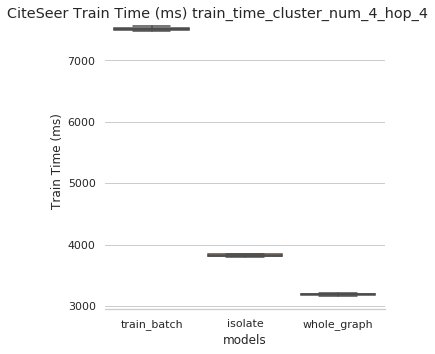 CiteSeer Train Time (ms) train_time_cluster_num_4_hop_4
7000
6000
5000
4000
3000
Train Time (ms)
train_batch isolate whole_graph
models